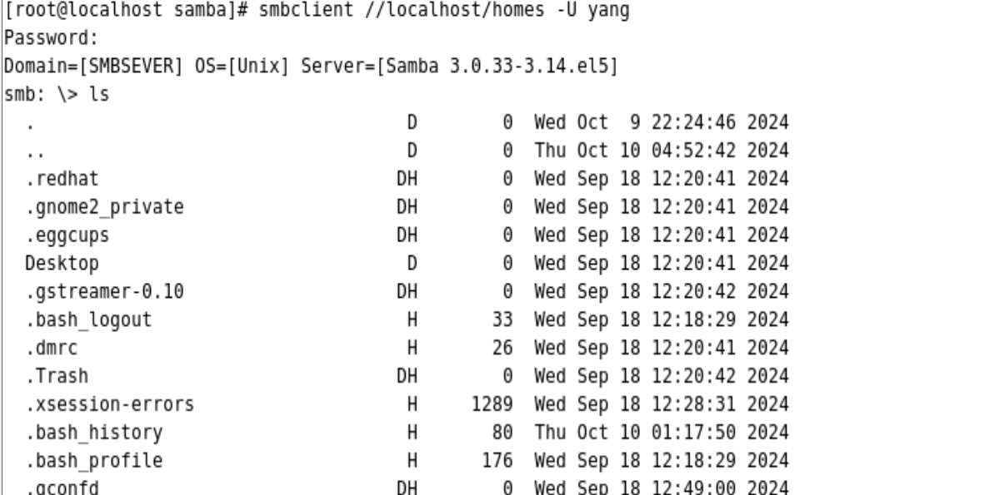 [root@localhost samba]# smbclient //localhost/homes -U yang
Password:
Domain=[SMBSEVER] OS=[Unix] Server=[Samba 3.0.33-3.14.el5]
smb: \> ls
  .                                   D        0  Wed Oct  9 22:24:46 2024
  ..                                  D        0  Thu Oct 10 04:52:42 2024
  .redhat                            DH        0  Wed Sep 18 12:20:41 2024
  .gnome2_private                    DH        0  Wed Sep 18 12:20:41 2024
  .eggcups                           DH        0  Wed Sep 18 12:20:41 2024
  Desktop                             D        0  Wed Sep 18 12:20:41 2024
  .gstreamer-0.10                    DH        0  Wed Sep 18 12:20:42 2024
  .bash_logout                        H       33  Wed Sep 18 12:18:29 2024
  .dmrc                               H       26  Wed Sep 18 12:20:41 2024
  .Trash                             DH        0  Wed Sep 18 12:20:42 2024
  .xsession-errors                    H     1289  Wed Sep 18 12:28:31 2024
  .bash_history                       H       80  Thu Oct 10 01:17:50 2024
  .bash_profile                       H      176  Wed Sep 18 12:18:29 2024
  .gconfd                            DH        0  Wed Sep 18 12:49:00 2024